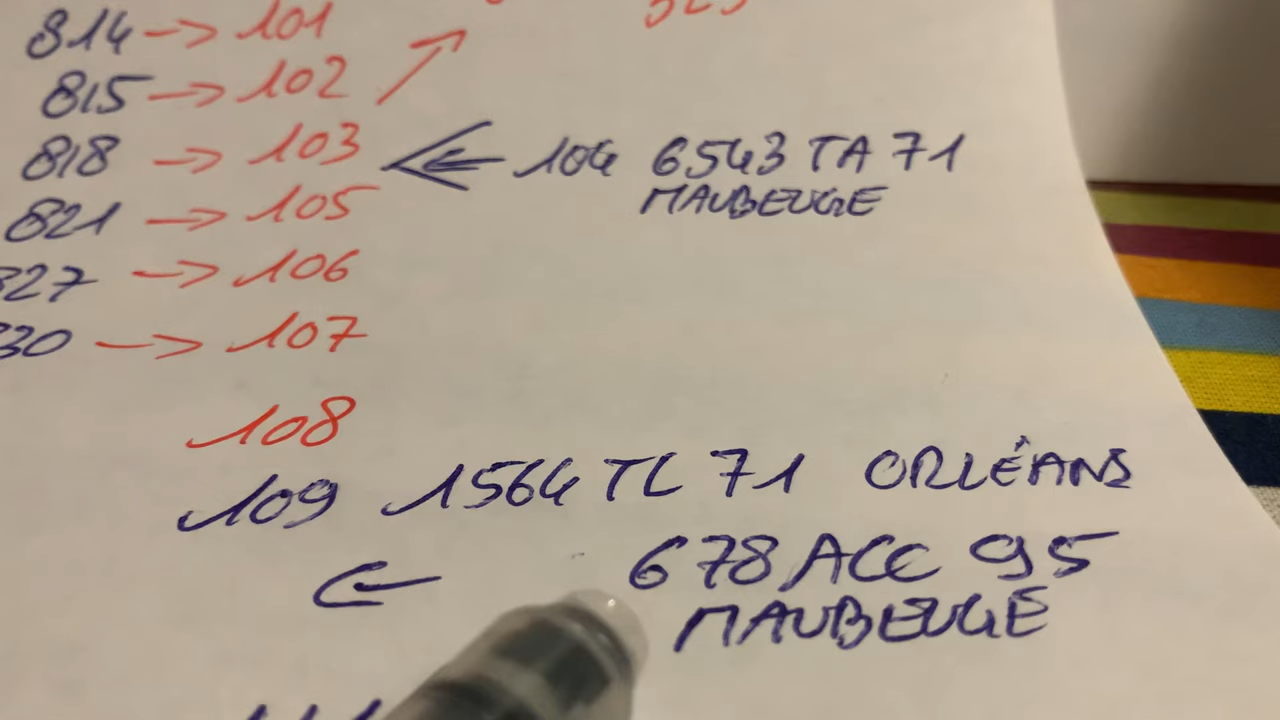 814 → 101
815 → 102
818 → 103 ← 104 6543 TA 71
MAUBEUGE
821 → 105
827 → 106
830 → 107
108
109 1564 TL 71 ORLÉANS
← 678 ACC 95
MAUBEUGE